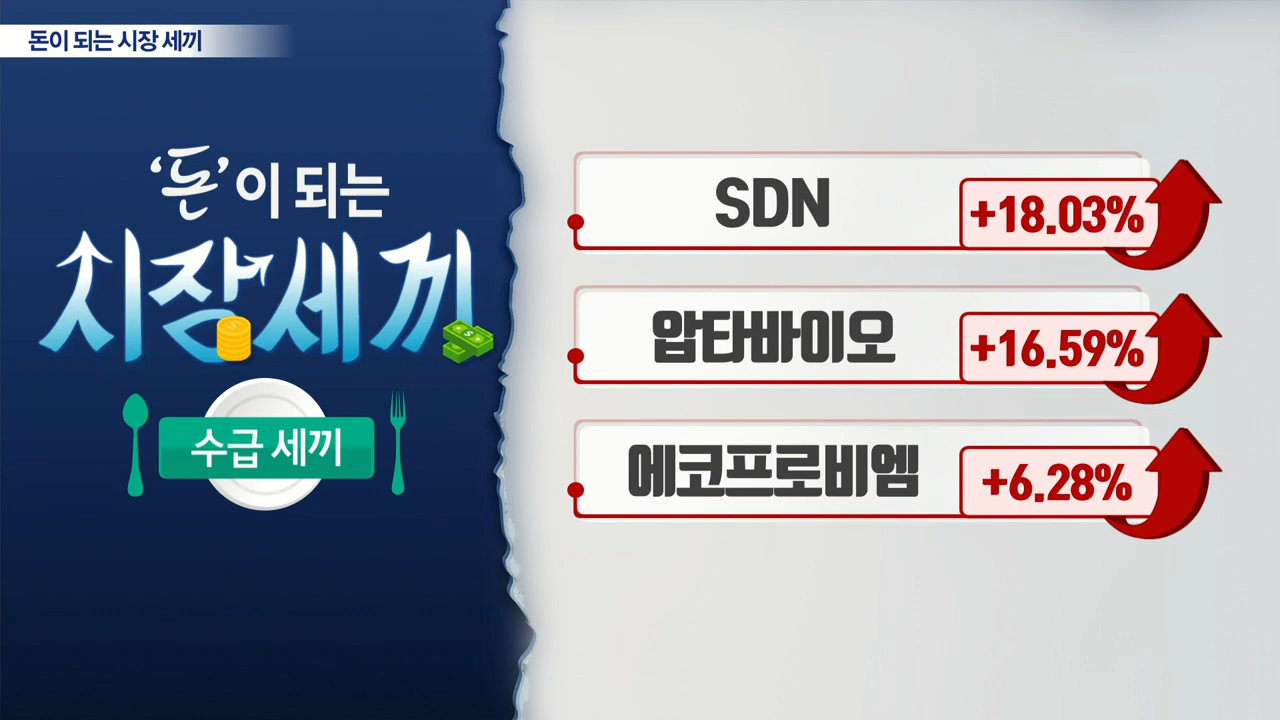 돈이 되는 시장 세끼
‘돈’이 되는
시장세끼
수급 세끼
SDN
+18.03%
압타바이오
+16.59%
에코프로비엠
+6.28%